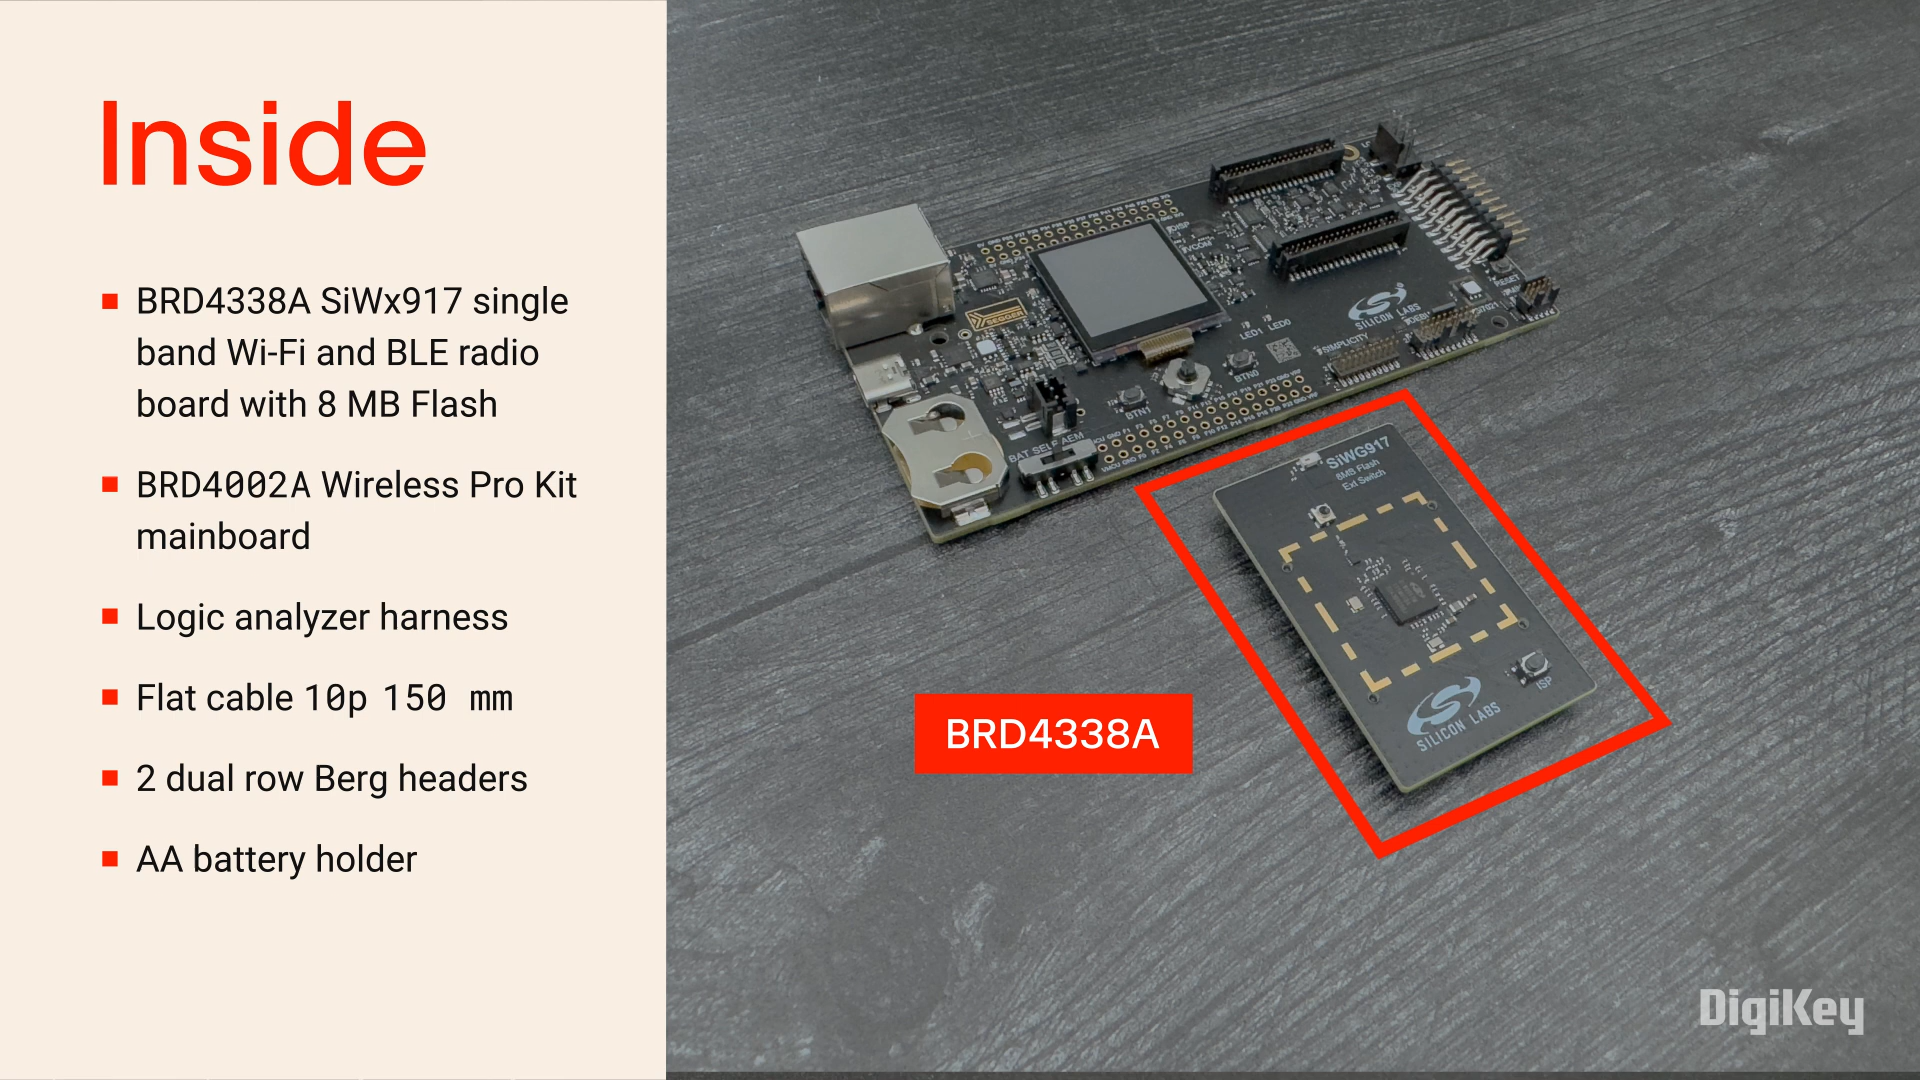 Inside
BRD4338A SiWx917 single
band Wi-Fi and BLE radio
board with 8 MB Flash
BRD4002A Wireless Pro Kit
mainboard
Logic analyzer harness
Flat cable 10p 150 mm
2 dual row Berg headers
AA battery holder
SEGGER
LED1 LED0
BTN1
BTN0
BAT SELF AEM
SIMPLICITY
SILICON LABS
SiWG917
8MB Flash
Ext Switch
ISP
SILICON LABS
BRD4338A
DigiKey